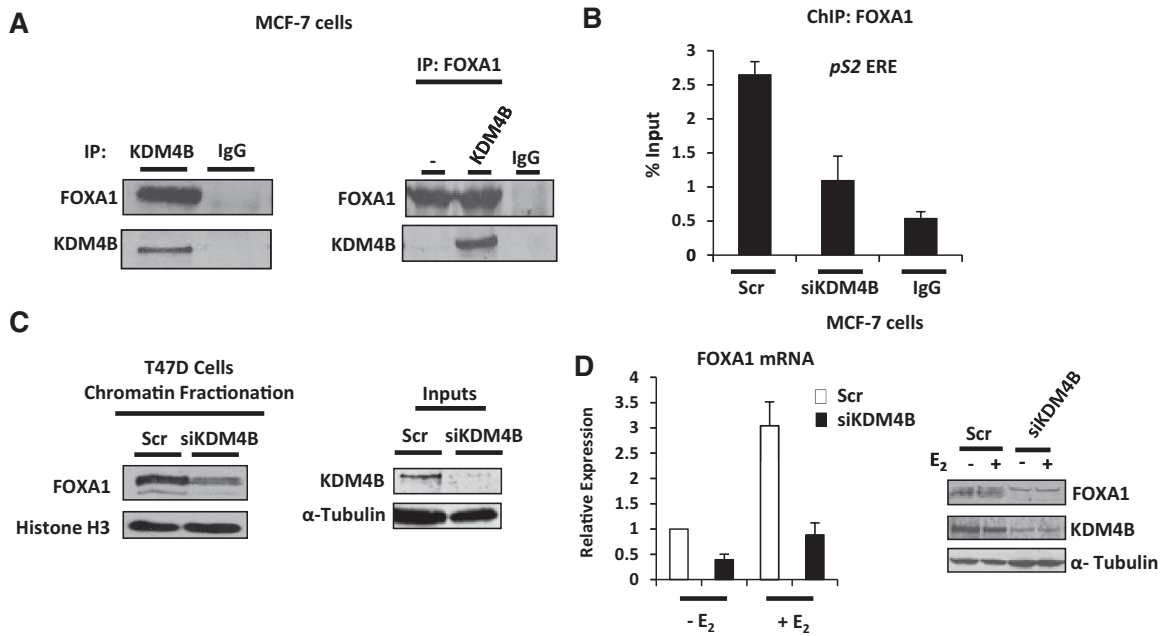 A
MCF-7 cells
IP: KDM4B IgG
FOXA1
KDM4B
IP: FOXA1
- KDM4B IgG
FOXA1
KDM4B
B
ChIP: FOXA1
pS2 ERE
% Input
3
2.5
2
1.5
1
0.5
0
Scr siKDM4B IgG
MCF-7 cells
C
T47D Cells
Chromatin Fractionation
Scr siKDM4B
FOXA1
Histone H3
Inputs
Scr siKDM4B
KDM4B
α-Tubulin
D
FOXA1 mRNA
Relative Expression
4
3.5
3
2.5
2
1.5
1
0.5
0
Scr
siKDM4B
- E₂ + E₂
Scr siKDM4B
E₂ - + - +
FOXA1
KDM4B
α- Tubulin